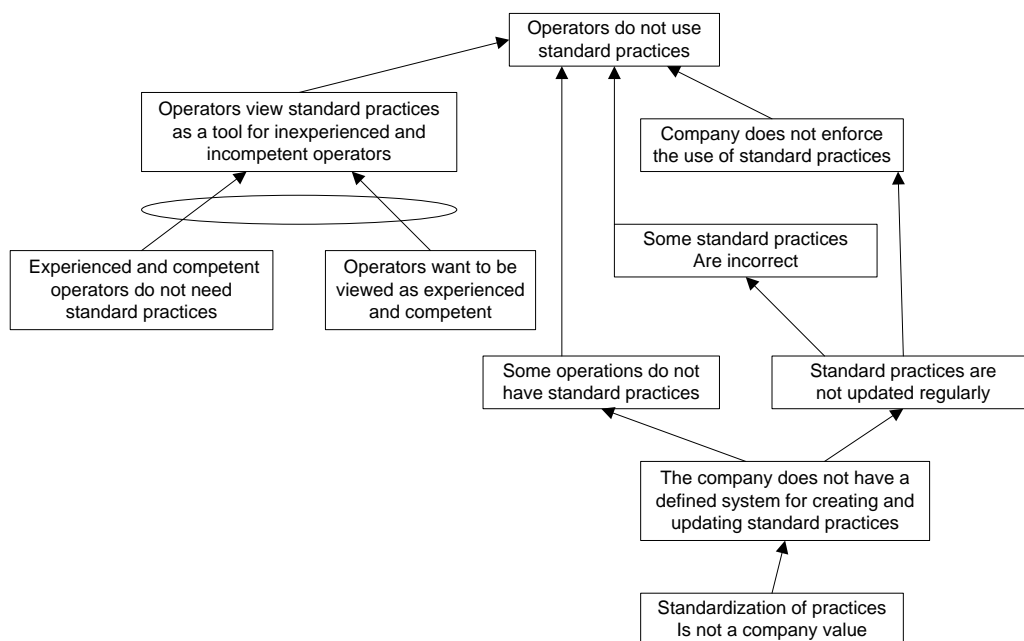 Operators do not use
standard practices
Operators view standard practices
as a tool for inexperienced and
incompetent operators
Company does not enforce
the use of standard practices
Some standard practices
Are incorrect
Experienced and competent
operators do not need
standard practices
Operators want to be
viewed as experienced
and competent
Some operations do not
have standard practices
Standard practices are
not updated regularly
The company does not have a
defined system for creating and
updating standard practices
Standardization of practices
Is not a company value